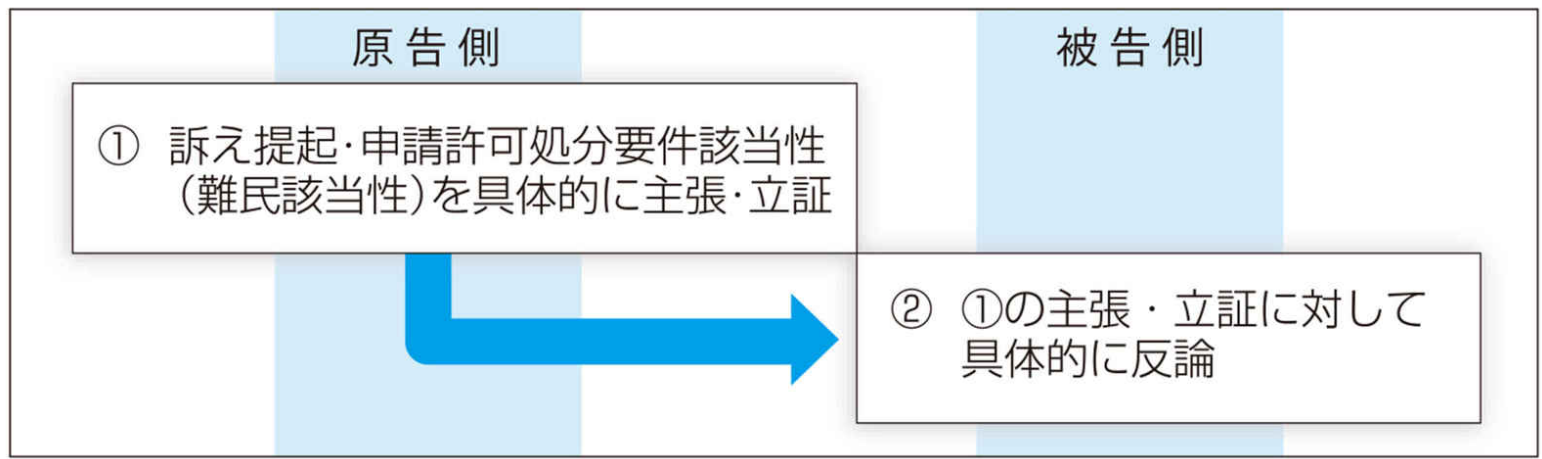 原告側
被告側
① 訴え提起・申請許可処分要件該当性
（難民該当性）を具体的に主張・立証
② ①の主張・立証に対して
具体的に反論